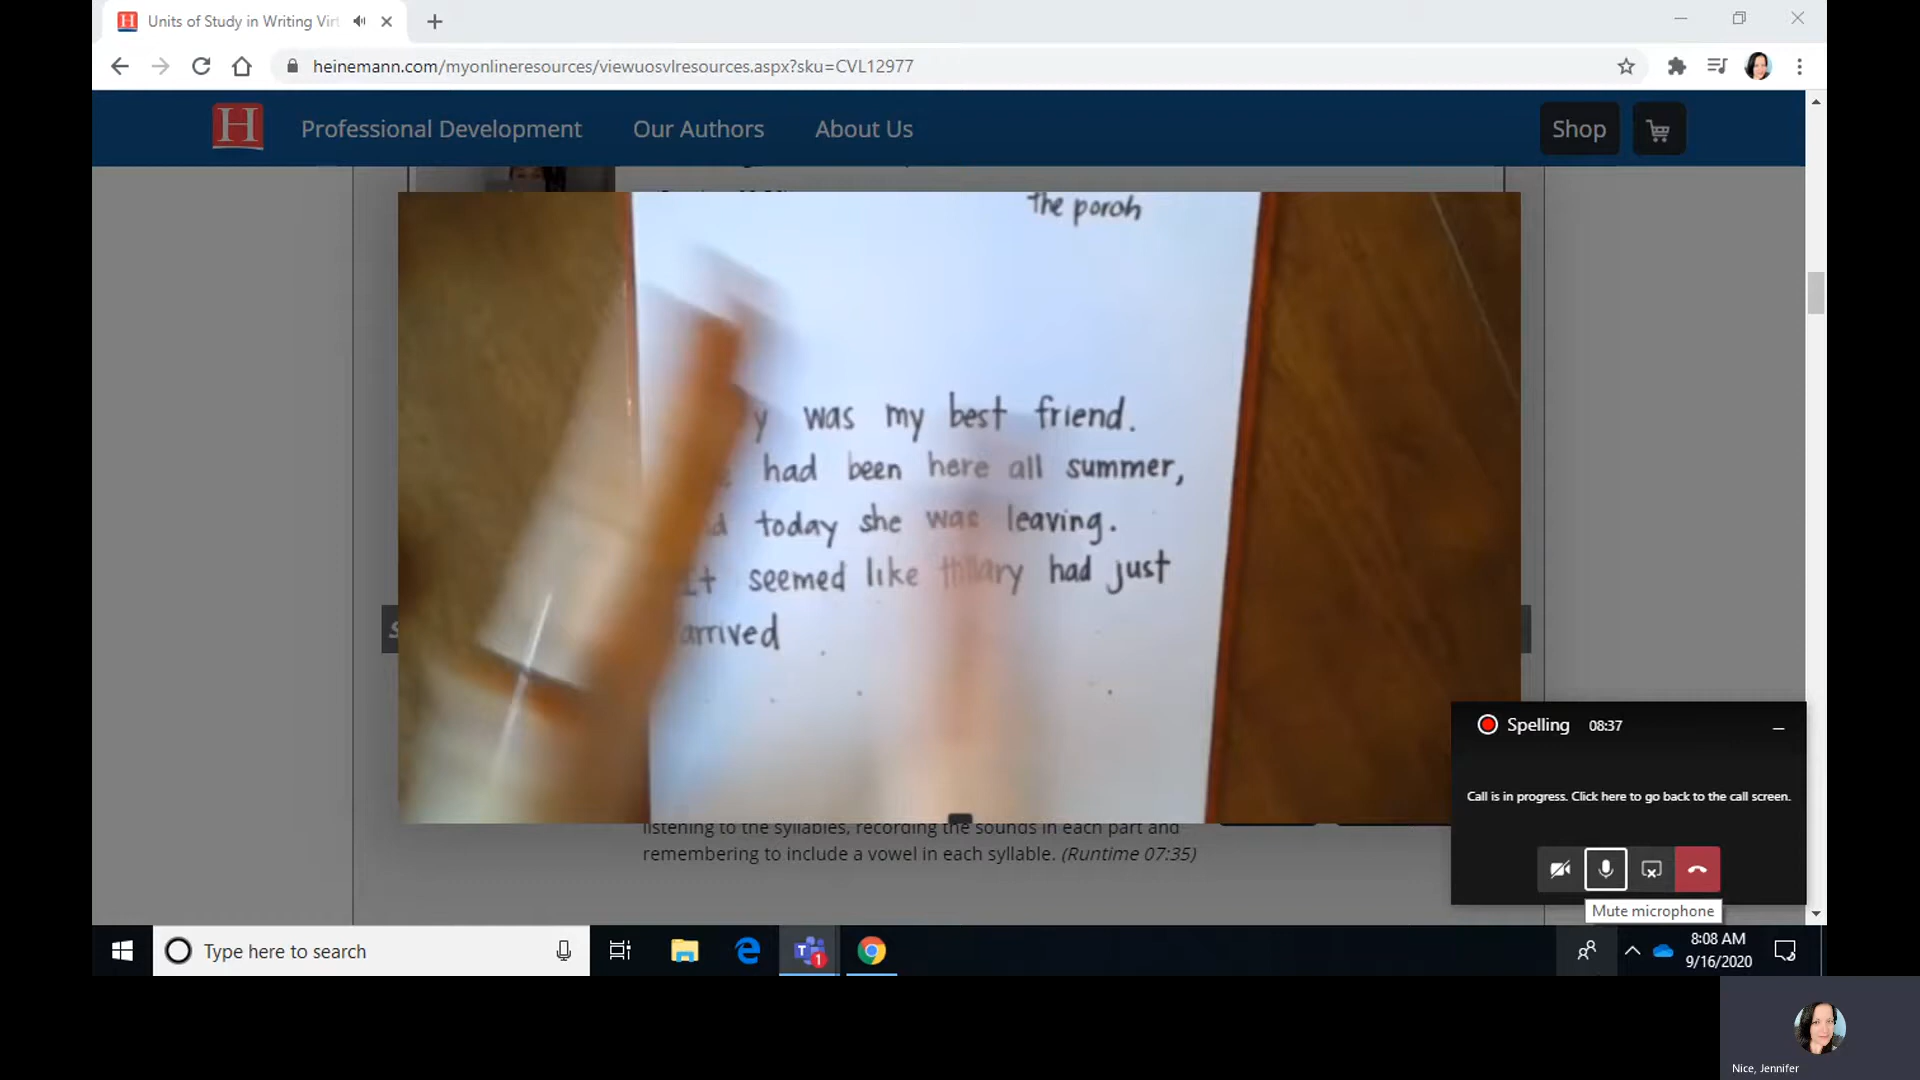 Units of Study in Writing Virt
heinemann.com/myonlineresources/viewuosvlresources.aspx?sku=CVL12977
H Professional Development Our Authors About Us Shop
the porch
was my best friend.
had been here all summer,
today she was leaving.
It seemed like Hillary had just
arrived
listening to the syllables, recording the sounds in each part and
remembering to include a vowel in each syllable. (Runtime 07:35)
Spelling 08:37
Call is in progress. Click here to go back to the call screen.
Mute microphone
Type here to search
1
8:08 AM
9/16/2020
Nice, Jennifer